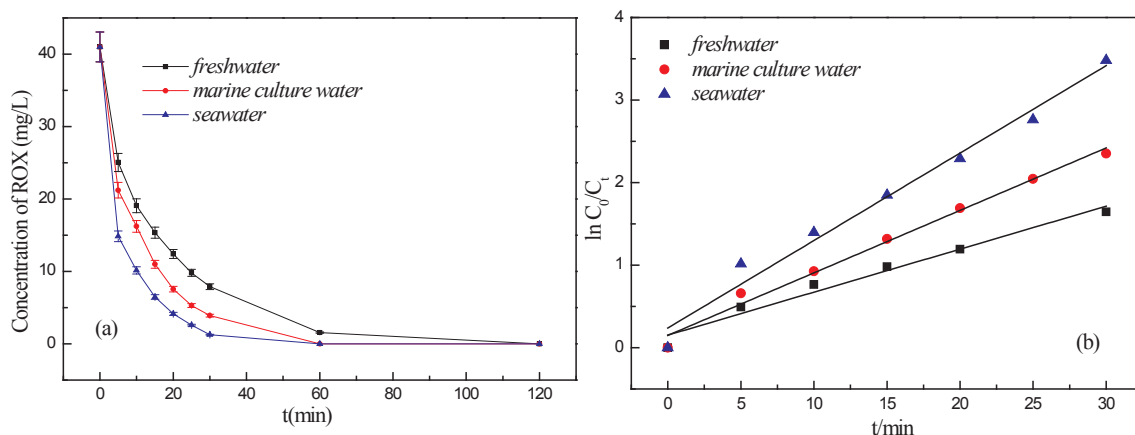 40
30
20
10
0
Concentration of ROX (mg/L)
freshwater
marine culture water
seawater
(a)
0 20 40 60 80 100 120
t(min)
4
3
2
1
0
ln C₀/Cₜ
freshwater
marine culture water
seawater
(b)
0 5 10 15 20 25 30
t/min